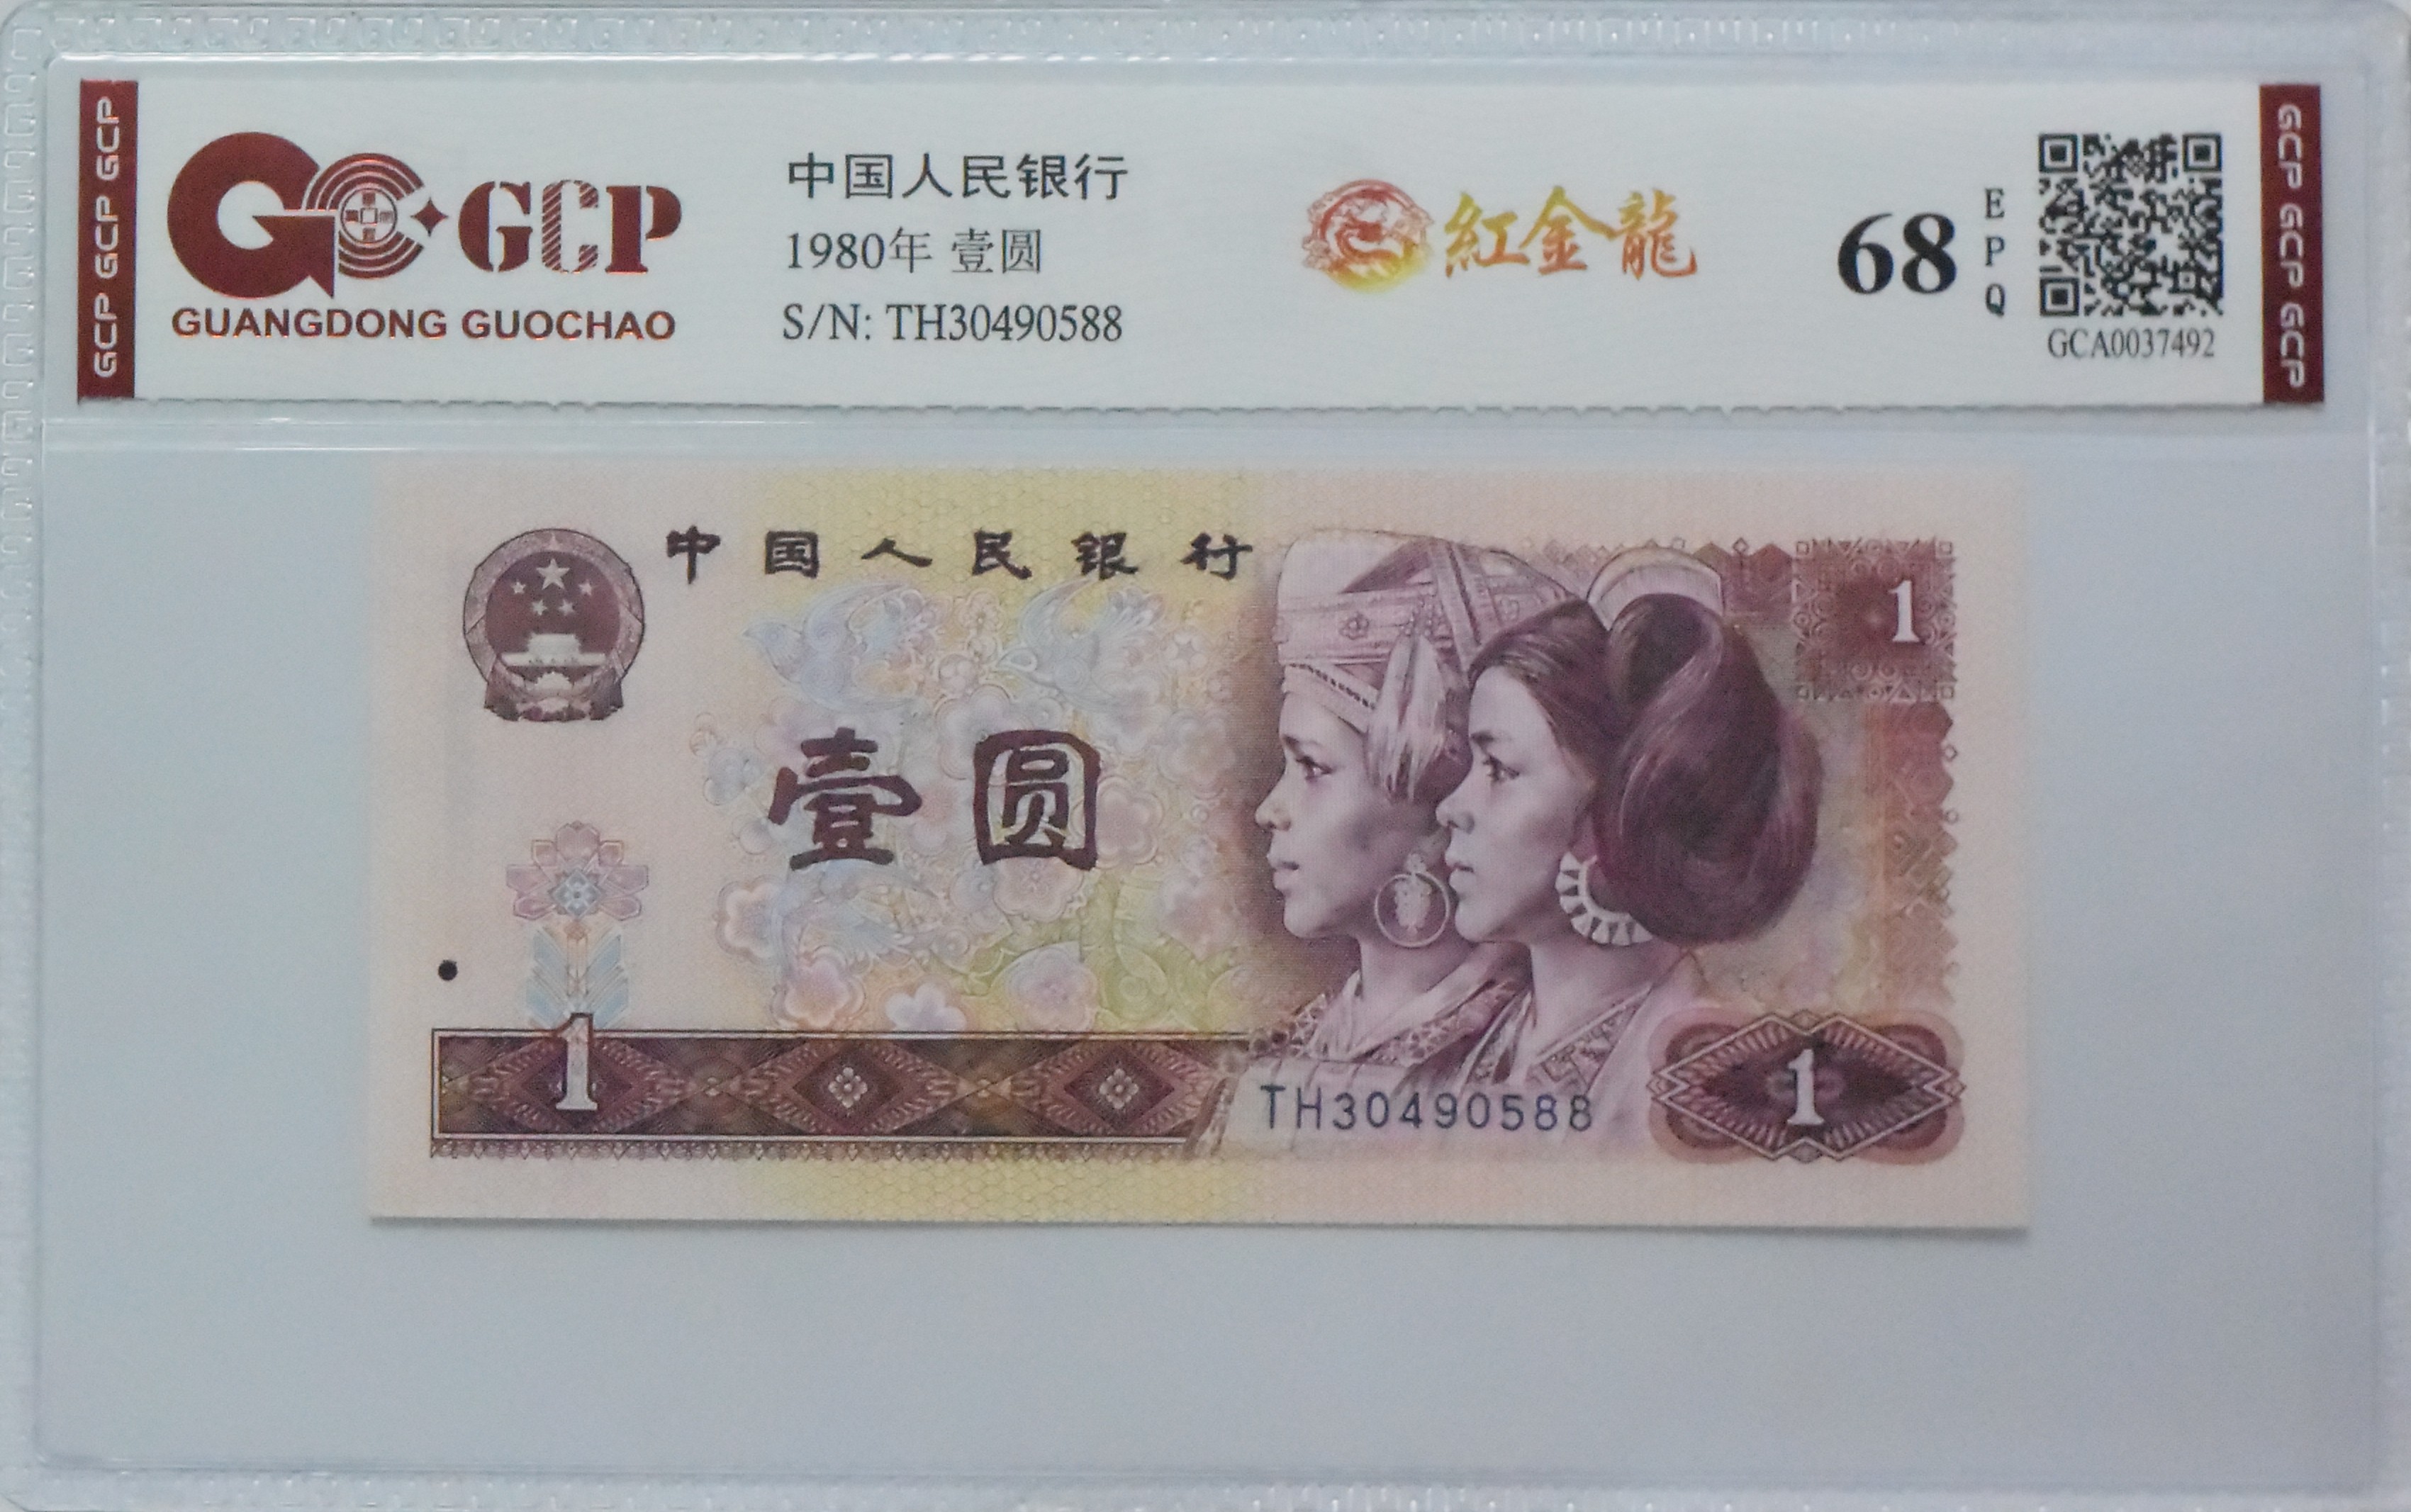 GCP GCP GCP
GCP
GUANGDONG GUOCHAO
中国人民银行
1980年 壹圆
S/N: TH30490588
紅金龍
68
EPQ
GCA0037492
GCP GCP GCP
中国人民银行
1
壹圆
1
TH30490588
1